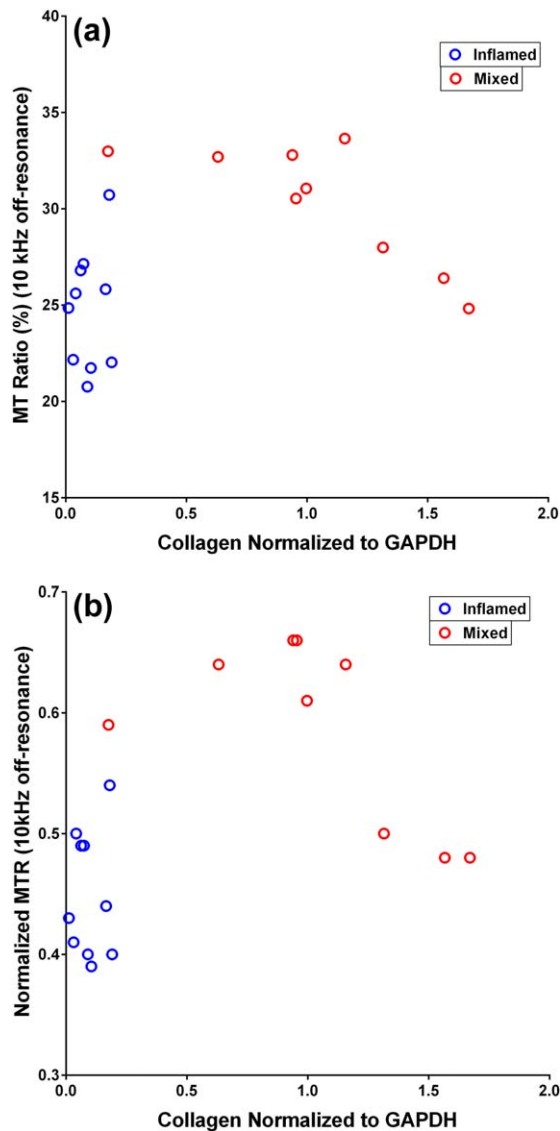 (a)
Inflamed
Mixed
MT Ratio (%) (10 kHz off-resonance)
40
35
30
25
20
15
0.0 0.5 1.0 1.5 2.0
Collagen Normalized to GAPDH
(b)
Inflamed
Mixed
Normalized MTR (10kHz off-resonance)
0.7
0.6
0.5
0.4
0.3
0.0 0.5 1.0 1.5 2.0
Collagen Normalized to GAPDH